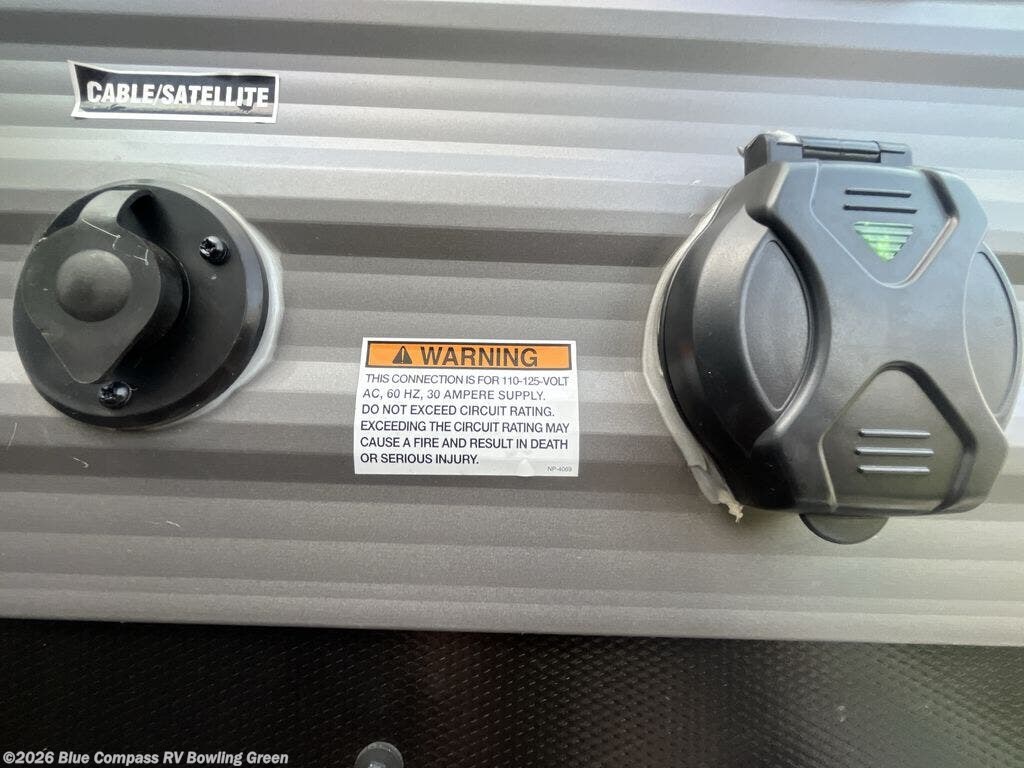 CABLE/SATELLITE
WARNING
THIS CONNECTION IS FOR 110-125-VOLT
AC, 60 HZ, 30 AMPERE SUPPLY.
DO NOT EXCEED CIRCUIT RATING.
EXCEEDING THE CIRCUIT RATING MAY
CAUSE A FIRE AND RESULT IN DEATH
OR SERIOUS INJURY.
NP-4069
©2026 Blue Compass RV Bowling Green